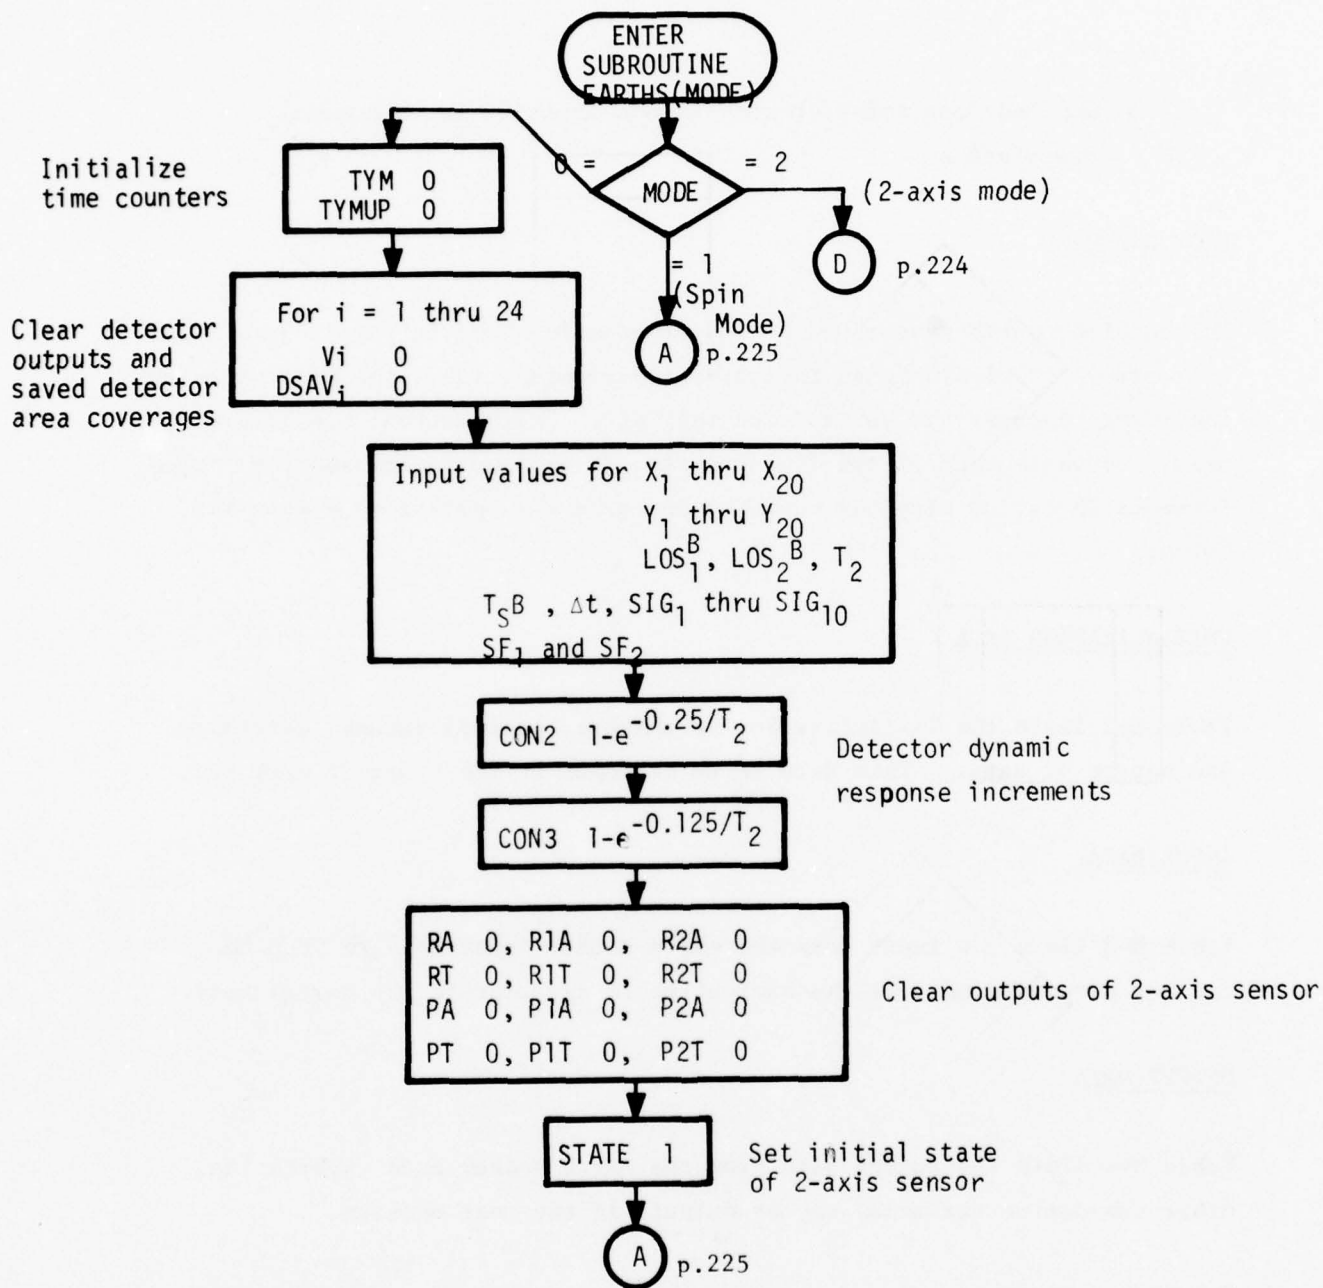 ENTER
SUBROUTINE
EARTHS(MODE)
Initialize
time counters
TYM 0
TYMUP 0
0 =
MODE
= 2
(2-axis mode)
D p.224
= 1
(Spin
Mode)
A p.225
Clear detector
outputs and
saved detector
area coverages
For i = 1 thru 24
Vi 0
DSAVi 0
Input values for X1 thru X20
Y1 thru Y20
LOS1^B, LOS2^B, T2
TSB , Δt, SIG1 thru SIG10
SF1 and SF2
CON2 1-e^-0.25/T2
Detector dynamic
response increments
CON3 1-ϵ^-0.125/T2
RA 0, R1A 0, R2A 0
RT 0, R1T 0, R2T 0
PA 0, P1A 0, P2A 0
PT 0, P1T 0, P2T 0
Clear outputs of 2-axis sensor
STATE 1
Set initial state
of 2-axis sensor
A p.225